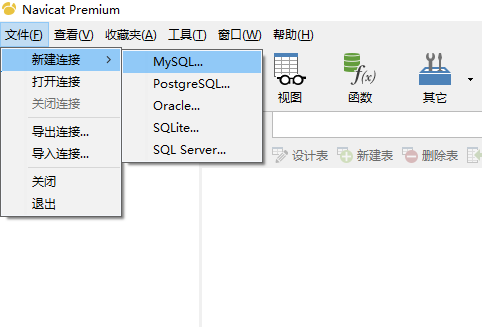 Navicat Premium
文件(F) 查看(V) 收藏夹(A) 工具(T) 窗口(W) 帮助(H)
新建连接
打开连接
关闭连接
导出连接...
导入连接...
关闭
退出
MySQL...
PostgreSQL...
Oracle...
SQLite...
SQL Server...
视图 函数 其它
f(x)
设计表 新建表 删除表